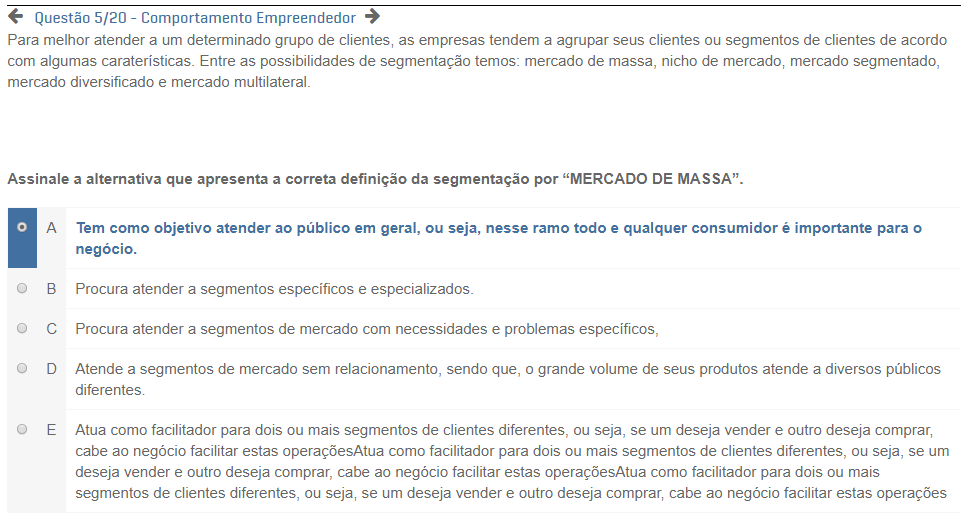 Questão 5/20 - Comportamento Empreendedor
Para melhor atender a um determinado grupo de clientes, as empresas tendem a agrupar seus clientes ou segmentos de clientes de acordo
com algumas caraterísticas. Entre as possibilidades de segmentação temos: mercado de massa, nicho de mercado, mercado segmentado,
mercado diversificado e mercado multilateral.
Assinale a alternativa que apresenta a correta definição da segmentação por “MERCADO DE MASSA”.
A Tem como objetivo atender ao público em geral, ou seja, nesse ramo todo e qualquer consumidor é importante para o
negócio.
B Procura atender a segmentos específicos e especializados.
C Procura atender a segmentos de mercado com necessidades e problemas específicos,
D Atende a segmentos de mercado sem relacionamento, sendo que, o grande volume de seus produtos atende a diversos públicos
diferentes.
E Atua como facilitador para dois ou mais segmentos de clientes diferentes, ou seja, se um deseja vender e outro deseja comprar,
cabe ao negócio facilitar estas operaçõesAtua como facilitador para dois ou mais segmentos de clientes diferentes, ou seja, se um
deseja vender e outro deseja comprar, cabe ao negócio facilitar estas operaçõesAtua como facilitador para dois ou mais
segmentos de clientes diferentes, ou seja, se um deseja vender e outro deseja comprar, cabe ao negócio facilitar estas operações